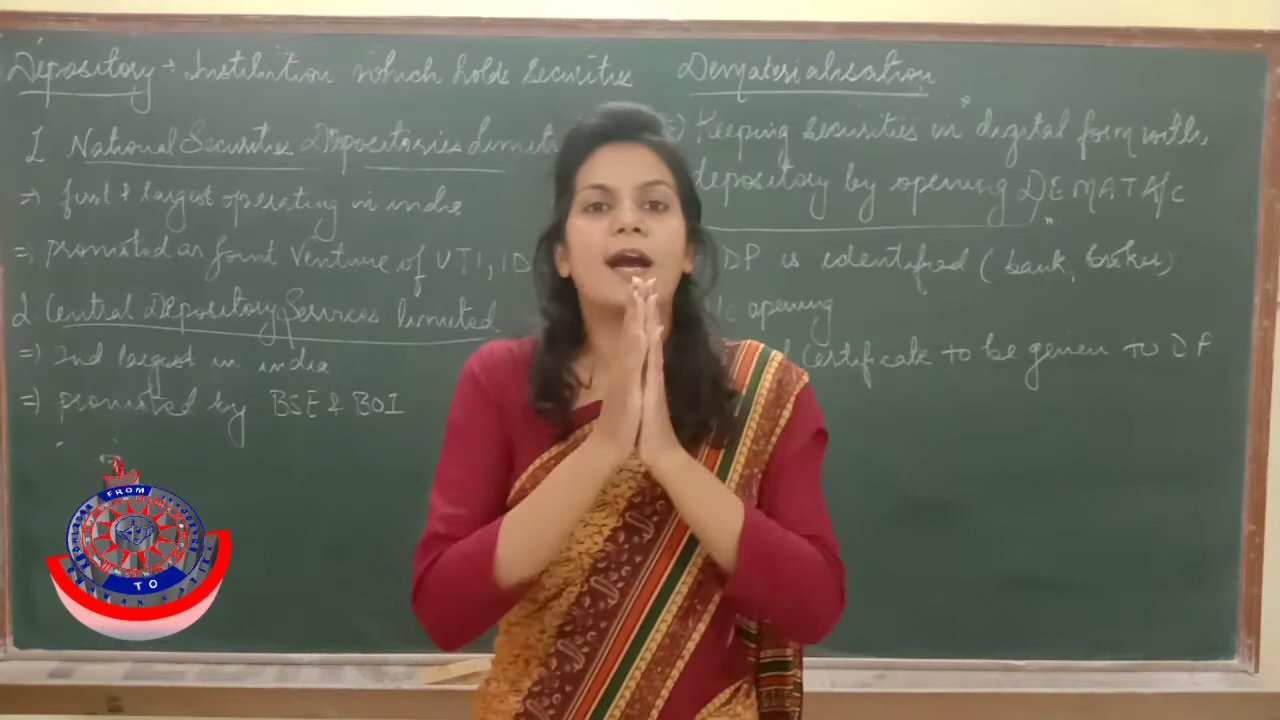 Depository → Institution which holds securities
1 National Securities Depositories Limit
⇒ first & largest operating in india
⇒ promoted as Joint Venture of UTI, ID
2 Central Depository Services limited
⇒ 2nd largest in india
⇒ promoted by BSE & BOI
Dematerialisation
Keeping securities in digital form with
depository by opening DEMAT A/c
DP is identified (bank, broker)
opening
certificate to be given TO DP
FROM
TO